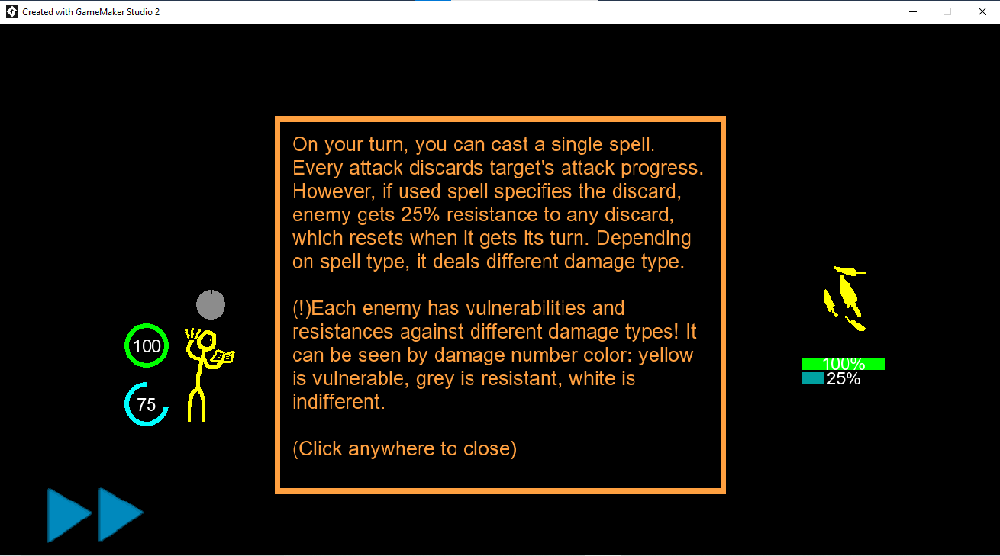 Created with GameMaker Studio 2
On your turn, you can cast a single spell.
Every attack discards target's attack progress.
However, if used spell specifies the discard,
enemy gets 25% resistance to any discard,
which resets when it gets its turn. Depending
on spell type, it deals different damage type.
(!)Each enemy has vulnerabilities and
resistances against different damage types! It
can be seen by damage number color: yellow
is vulnerable, grey is resistant, white is
indifferent.
(Click anywhere to close)
100
75
100%
25%